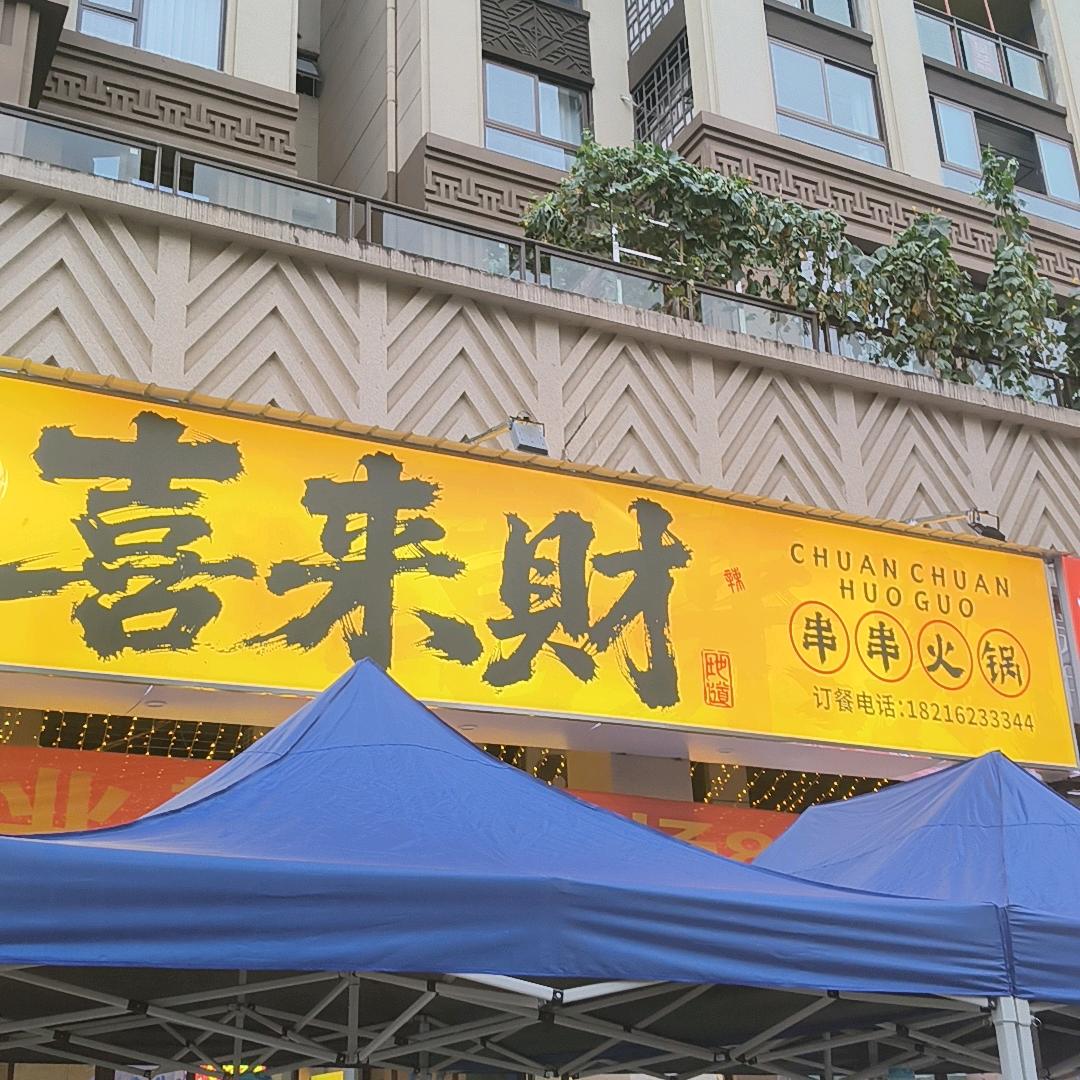 喜来财
辣
地道
CHUAN CHUAN
HUO GUO
串串火锅
订餐电话:18216233344
业